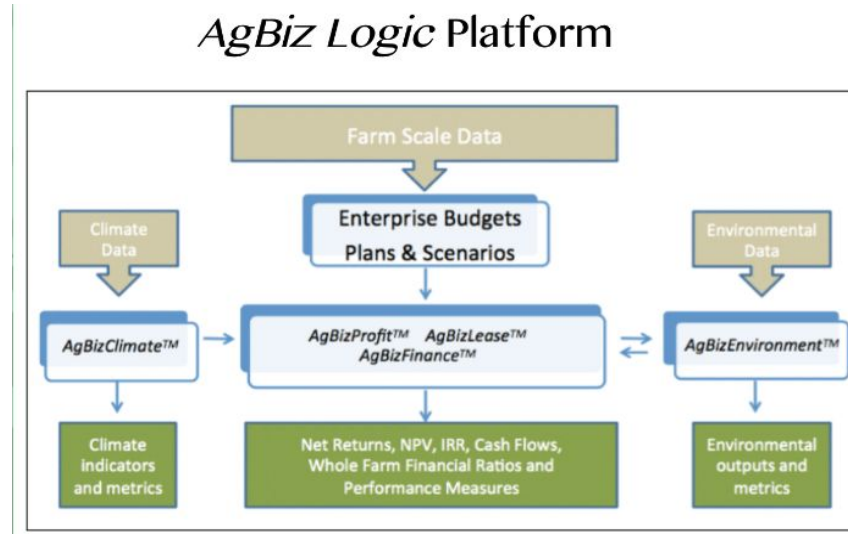 AgBiz Logic Platform
Farm Scale Data
Climate
Data
Enterprise Budgets
Plans & Scenarios
Environmental
Data
AgBizClimate™
AgBizProfit™ AgBizLease™
AgBizFinance™
AgBizEnvironment™
Climate
indicators
and metrics
Net Returns, NPV, IRR, Cash Flows,
Whole Farm Financial Ratios and
Performance Measures
Environmental
outputs and
metrics